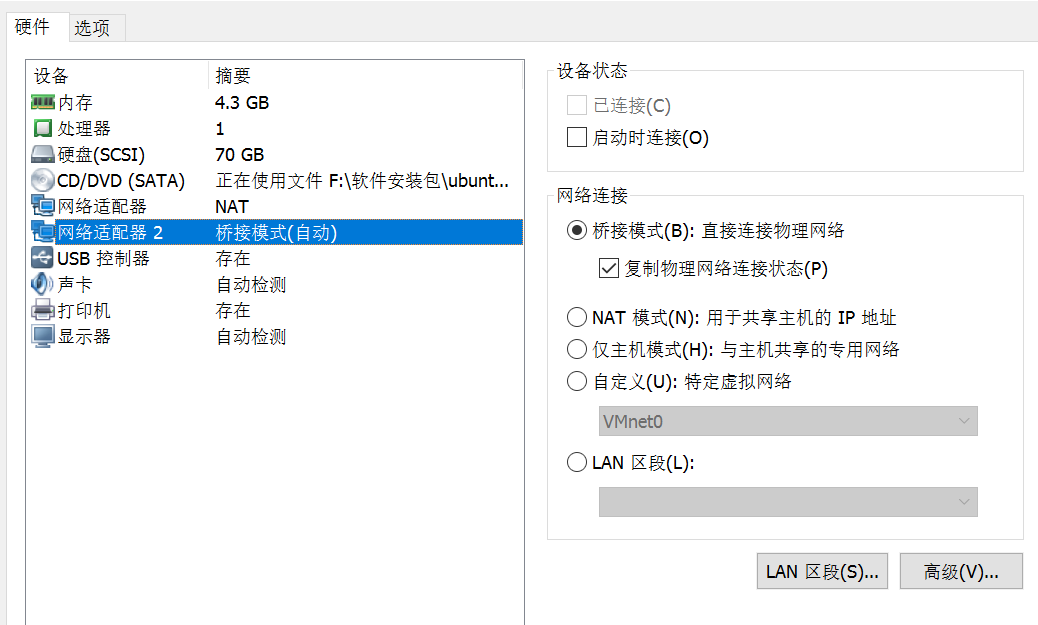 硬件 选项
设备 摘要
内存 4.3 GB
处理器 1
硬盘(SCSI) 70 GB
CD/DVD (SATA) 正在使用文件 F:\软件安装包\ubunt...
网络适配器 NAT
网络适配器 2 桥接模式(自动)
USB 控制器 存在
声卡 自动检测
打印机 存在
显示器 自动检测
设备状态
已连接(C)
启动时连接(O)
网络连接
桥接模式(B): 直接连接物理网络
复制物理网络连接状态(P)
NAT 模式(N): 用于共享主机的 IP 地址
仅主机模式(H): 与主机共享的专用网络
自定义(U): 特定虚拟网络
VMnet0
LAN 区段(L):
LAN 区段(S)... 高级(V)...